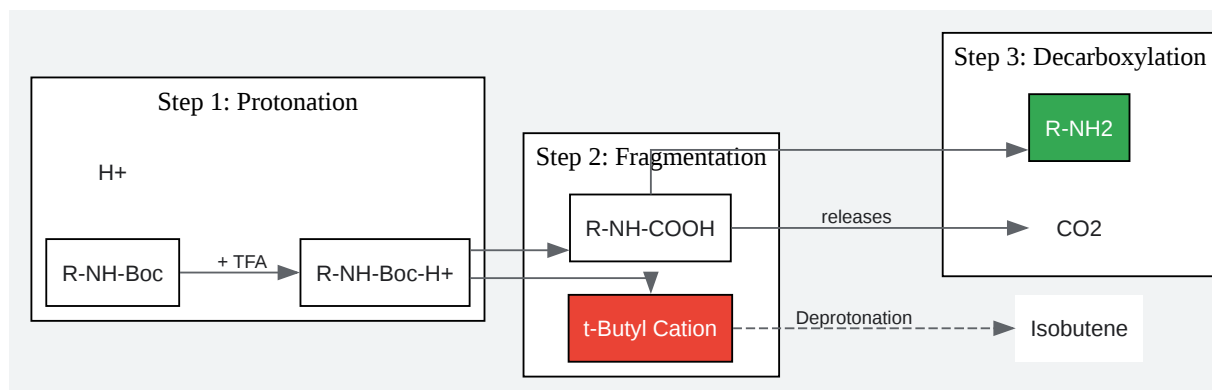 Step 1: Protonation
H+
R-NH-Boc
+ TFA
R-NH-Boc-H+
Step 2: Fragmentation
R-NH-COOH
t-Butyl Cation
releases
Deprotonation
Step 3: Decarboxylation
R-NH2
CO2
Isobutene